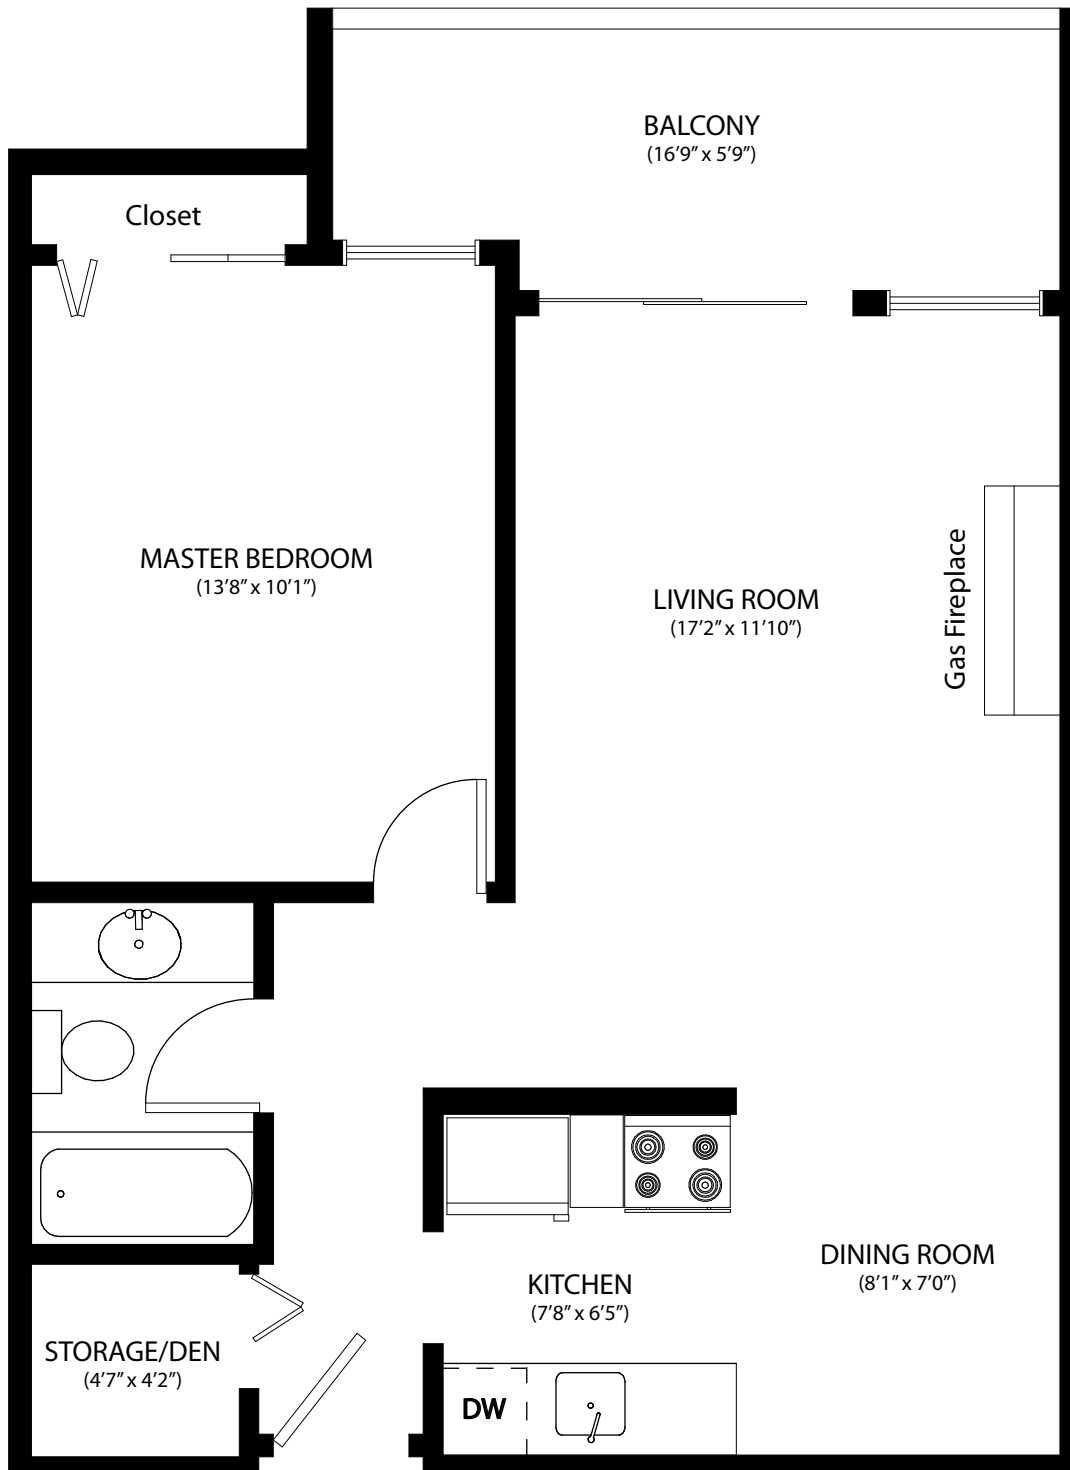 BALCONY
(16’9” x 5’9”)
Closet
MASTER BEDROOM
(13’8” x 10’1”)
LIVING ROOM
(17’2” x 11’10”)
Gas Fireplace
DINING ROOM
(8’1” x 7’0”)
KITCHEN
(7’8” x 6’5”)
STORAGE/DEN
(4’7” x 4’2”)
DW